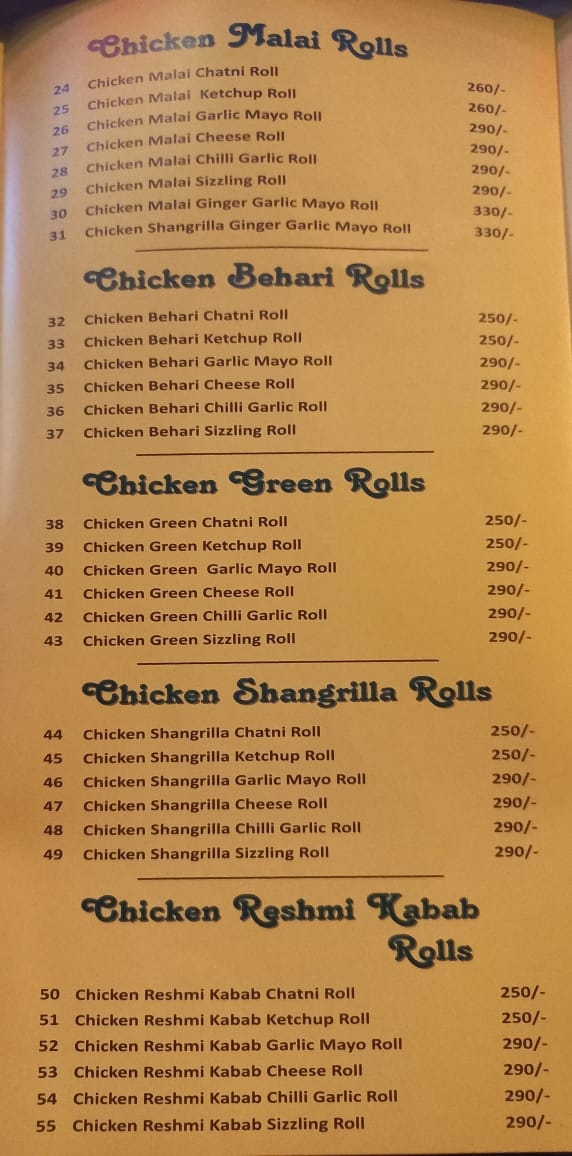 Chicken Malai Rolls
24 Chicken Malai Chatni Roll 260/-
25 Chicken Malai Ketchup Roll 260/-
26 Chicken Malai Garlic Mayo Roll 290/-
27 Chicken Malai Cheese Roll 290/-
28 Chicken Malai Chilli Garlic Roll 290/-
29 Chicken Malai Sizzling Roll 290/-
30 Chicken Malai Ginger Garlic Mayo Roll 330/-
31 Chicken Shangrilla Ginger Garlic Mayo Roll 330/-
Chicken Behari Rolls
32 Chicken Behari Chatni Roll 250/-
33 Chicken Behari Ketchup Roll 250/-
34 Chicken Behari Garlic Mayo Roll 290/-
35 Chicken Behari Cheese Roll 290/-
36 Chicken Behari Chilli Garlic Roll 290/-
37 Chicken Behari Sizzling Roll 290/-
Chicken Green Rolls
38 Chicken Green Chatni Roll 250/-
39 Chicken Green Ketchup Roll 250/-
40 Chicken Green Garlic Mayo Roll 290/-
41 Chicken Green Cheese Roll 290/-
42 Chicken Green Chilli Garlic Roll 290/-
43 Chicken Green Sizzling Roll 290/-
Chicken Shangrilla Rolls
44 Chicken Shangrilla Chatni Roll 250/-
45 Chicken Shangrilla Ketchup Roll 250/-
46 Chicken Shangrilla Garlic Mayo Roll 290/-
47 Chicken Shangrilla Cheese Roll 290/-
48 Chicken Shangrilla Chilli Garlic Roll 290/-
49 Chicken Shangrilla Sizzling Roll 290/-
Chicken Reshmi Kabab
Rolls
50 Chicken Reshmi Kabab Chatni Roll 250/-
51 Chicken Reshmi Kabab Ketchup Roll 250/-
52 Chicken Reshmi Kabab Garlic Mayo Roll 290/-
53 Chicken Reshmi Kabab Cheese Roll 290/-
54 Chicken Reshmi Kabab Chilli Garlic Roll 290/-
55 Chicken Reshmi Kabab Sizzling Roll 290/-